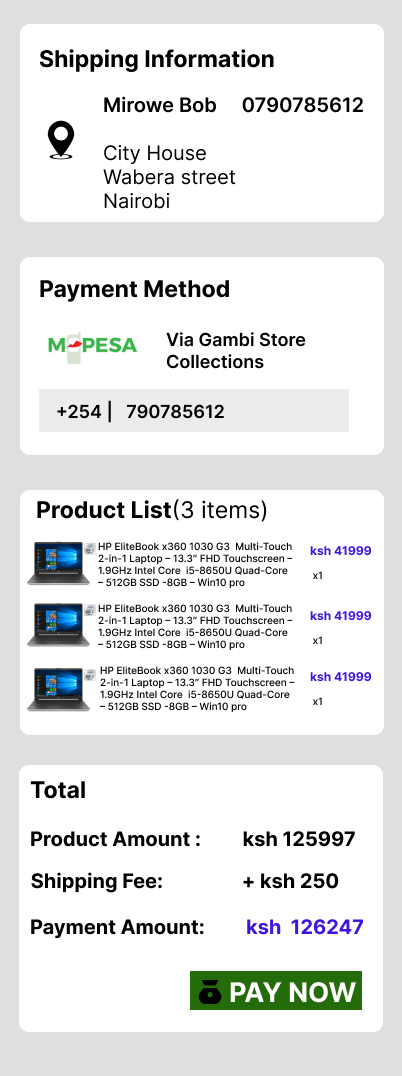 Shipping Information
Mirowe Bob 0790785612
City House
Wabera street
Nairobi
Payment Method
M PESA
Via Gambi Store
Collections
+254 | 790785612
Product List(3 items)
HP EliteBook x360 1030 G3 Multi-Touch
2-in-1 Laptop – 13.3” FHD Touchscreen –
1.9GHz Intel Core i5-8650U Quad-Core
– 512GB SSD -8GB – Win10 pro
ksh 41999
x1
HP EliteBook x360 1030 G3 Multi-Touch
2-in-1 Laptop – 13.3” FHD Touchscreen –
1.9GHz Intel Core i5-8650U Quad-Core
– 512GB SSD -8GB – Win10 pro
ksh 41999
x1
HP EliteBook x360 1030 G3 Multi-Touch
2-in-1 Laptop – 13.3” FHD Touchscreen –
1.9GHz Intel Core i5-8650U Quad-Core
– 512GB SSD -8GB – Win10 pro
ksh 41999
x1
Total
Product Amount : ksh 125997
Shipping Fee: + ksh 250
Payment Amount: ksh 126247
PAY NOW